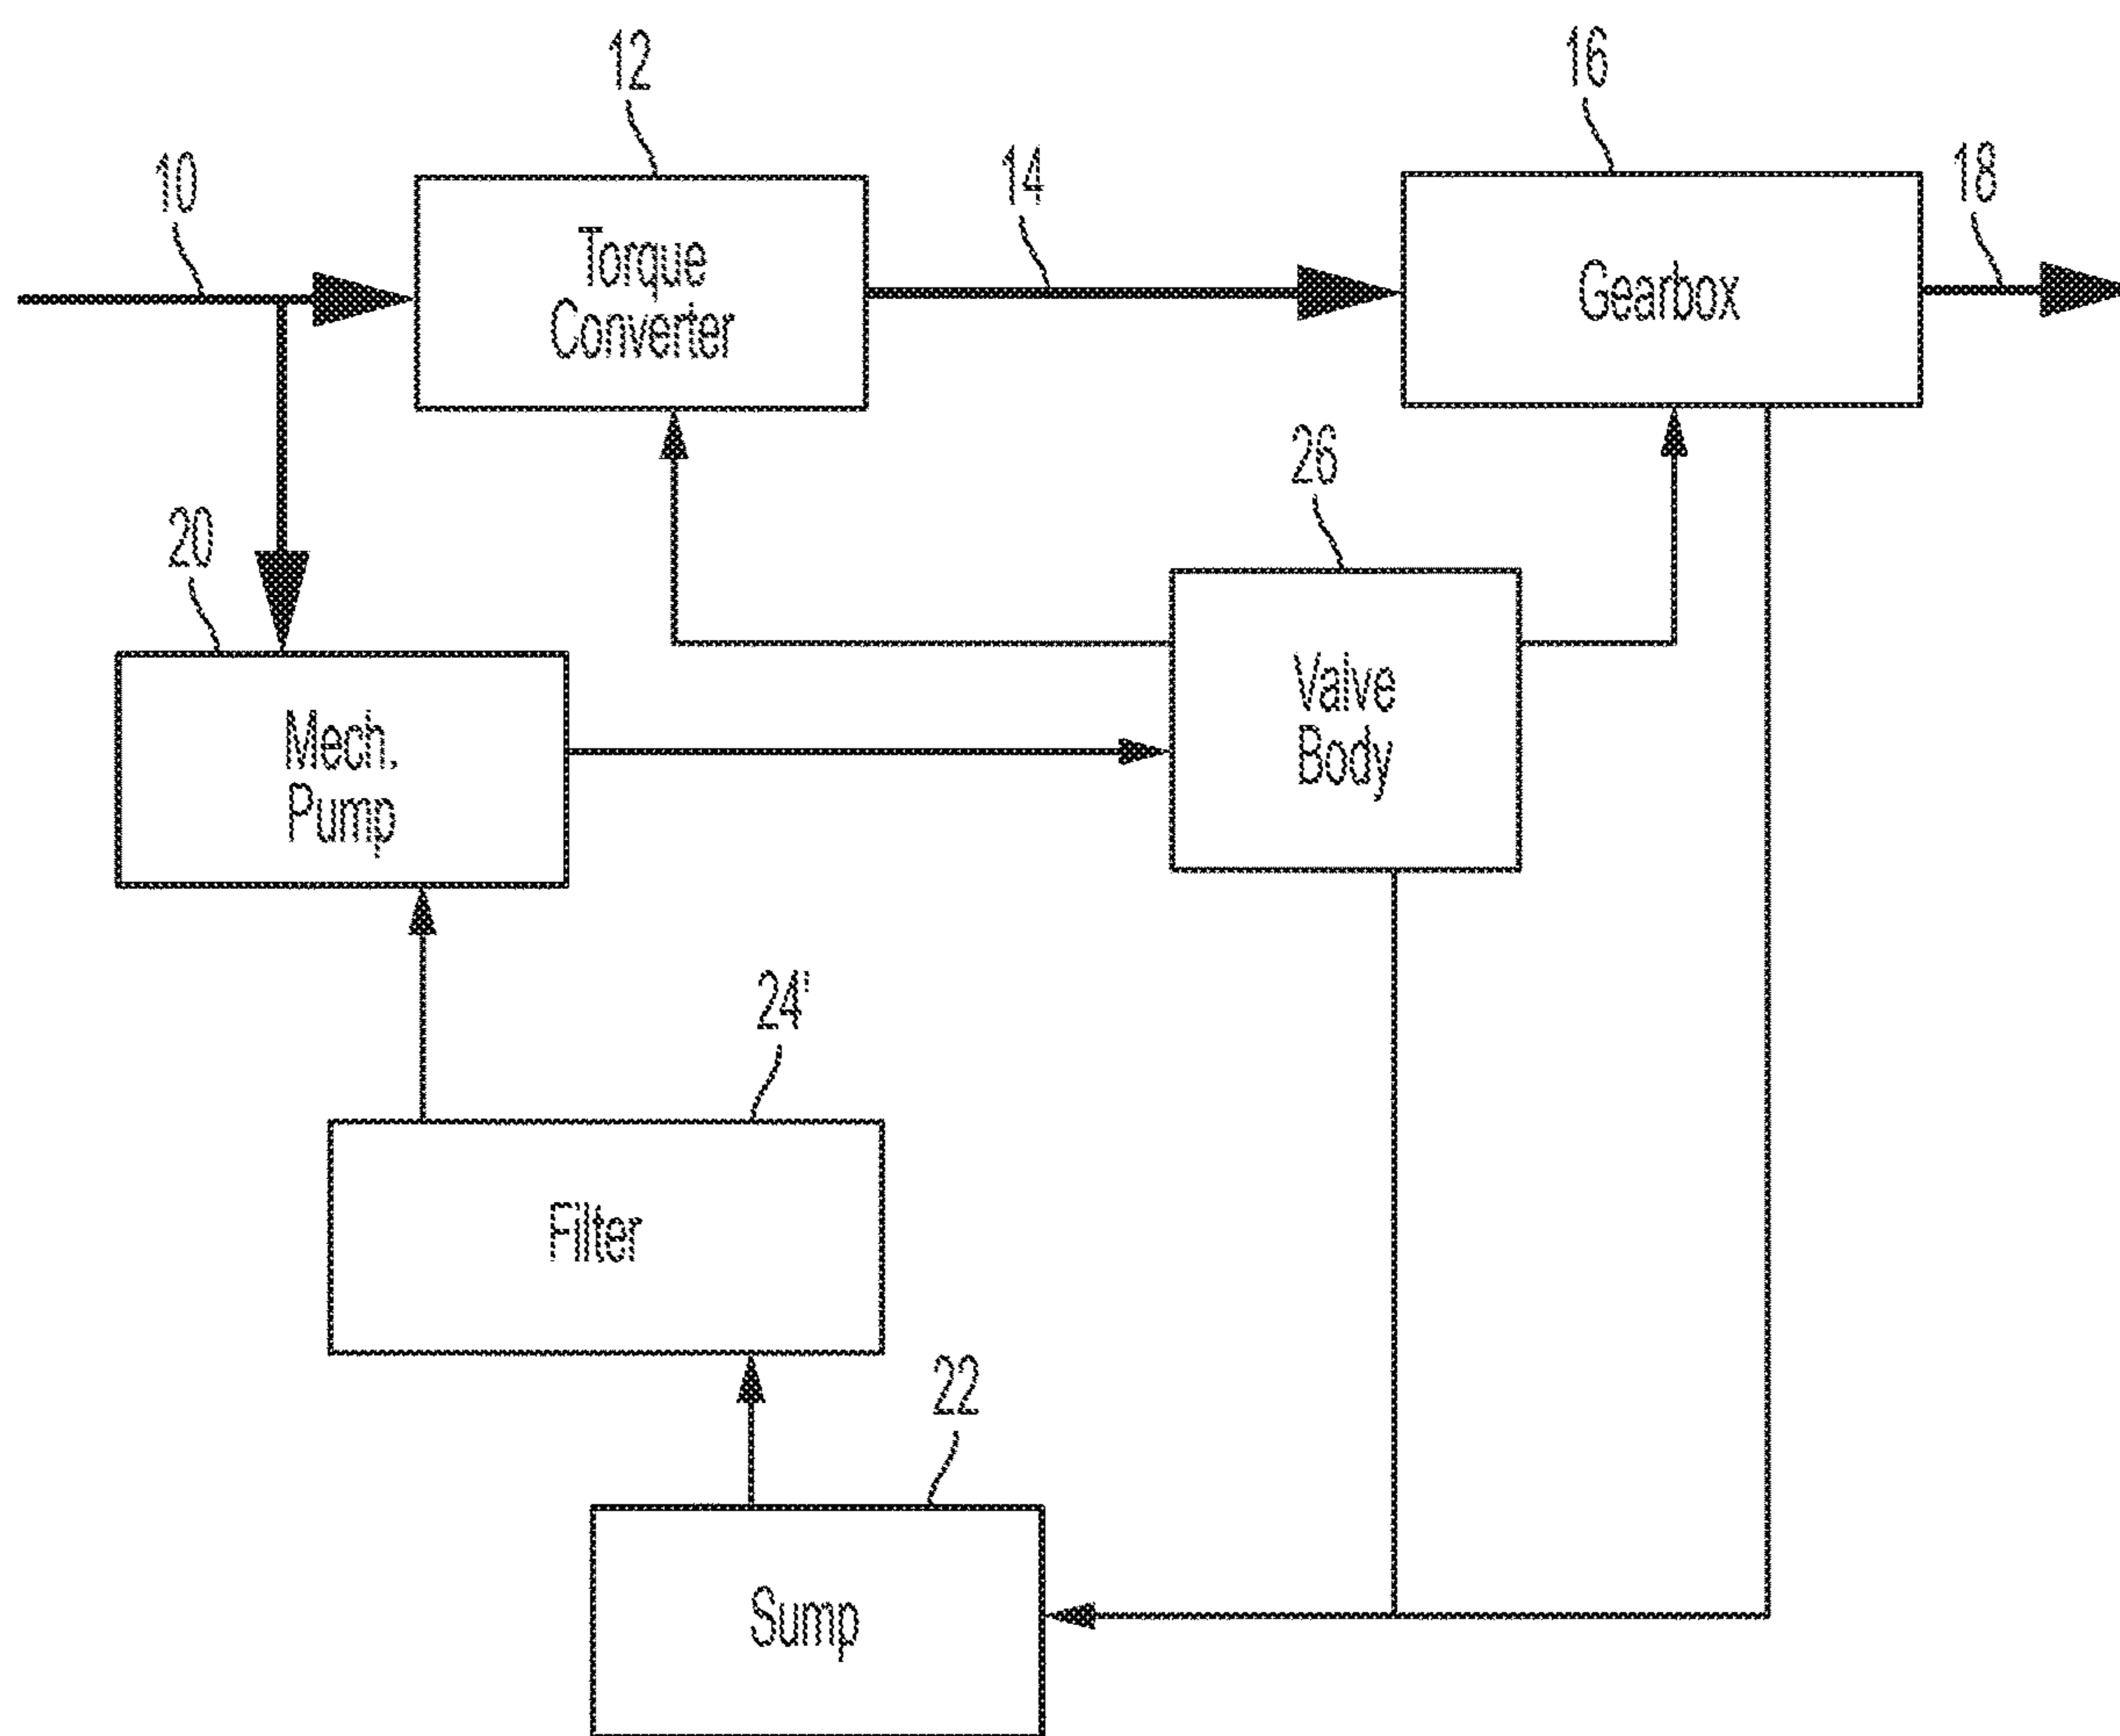 12
16
10
14
18
Torque
Converter
Gearbox
26
20
Valve
Body
Mech.
Pump
24'
Filter
22
Sump